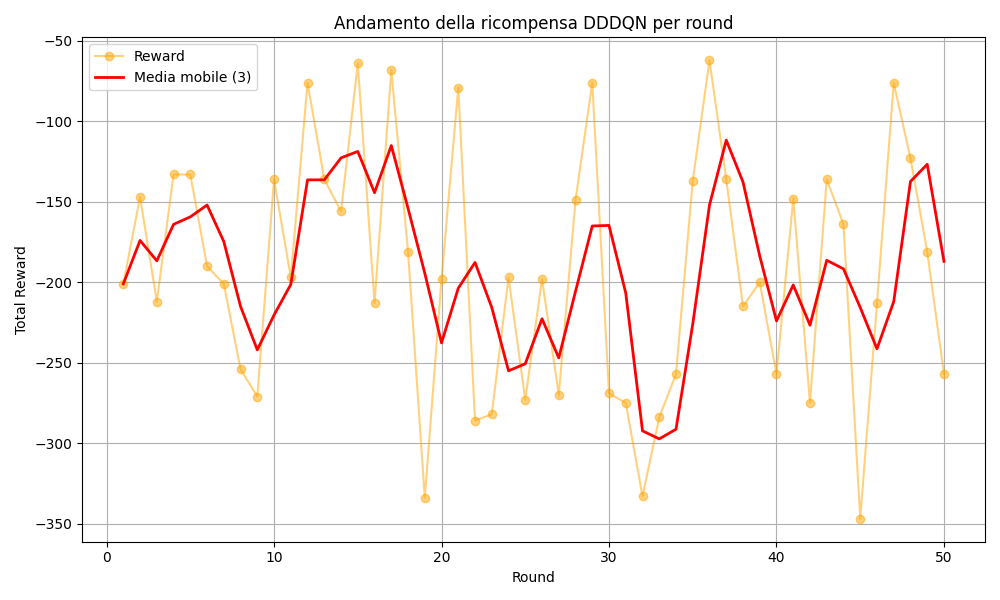 Andamento della ricompensa DDDQN per round
Reward
Media mobile (3)
Total Reward
−50
−100
−150
−200
−250
−300
−350
0 10 20 30 40 50
Round